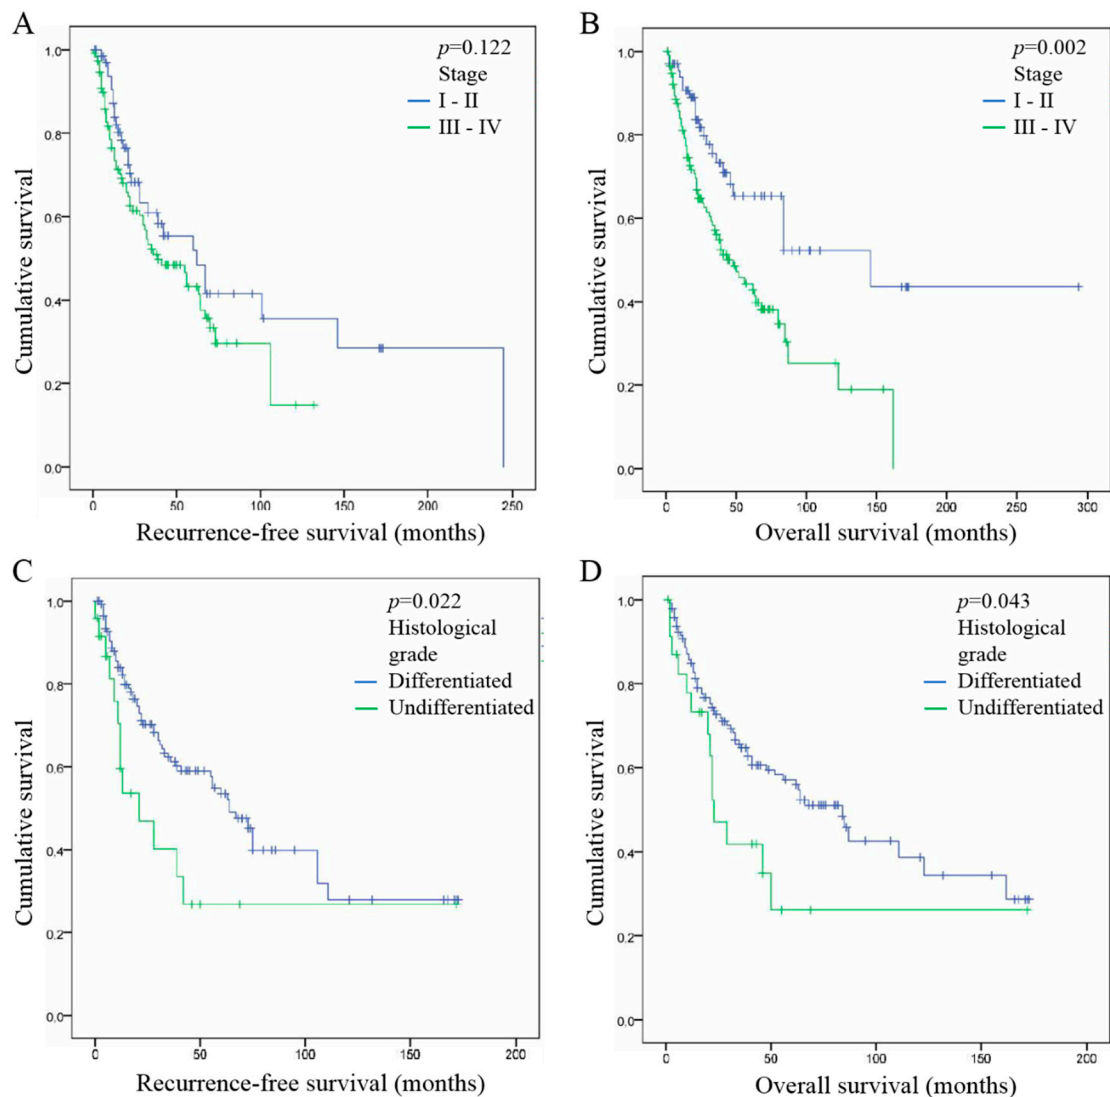 A
p=0.122
Stage
I - II
III - IV
Cumulative survival
1.0
0.8
0.6
0.4
0.2
0.0
0 50 100 150 200 250
Recurrence-free survival (months)
B
p=0.002
Stage
I - II
III - IV
Cumulative survival
1.0
0.8
0.6
0.4
0.2
0.0
0 50 100 150 200 250 300
Overall survival (months)
C
p=0.022
Histological
grade
Differentiated
Undifferentiated
Cumulative survival
1.0
0.8
0.6
0.4
0.2
0.0
0 50 100 150 200
Recurrence-free survival (months)
D
p=0.043
Histological
grade
Differentiated
Undifferentiated
Cumulative survival
1.0
0.8
0.6
0.4
0.2
0.0
0 50 100 150 200
Overall survival (months)